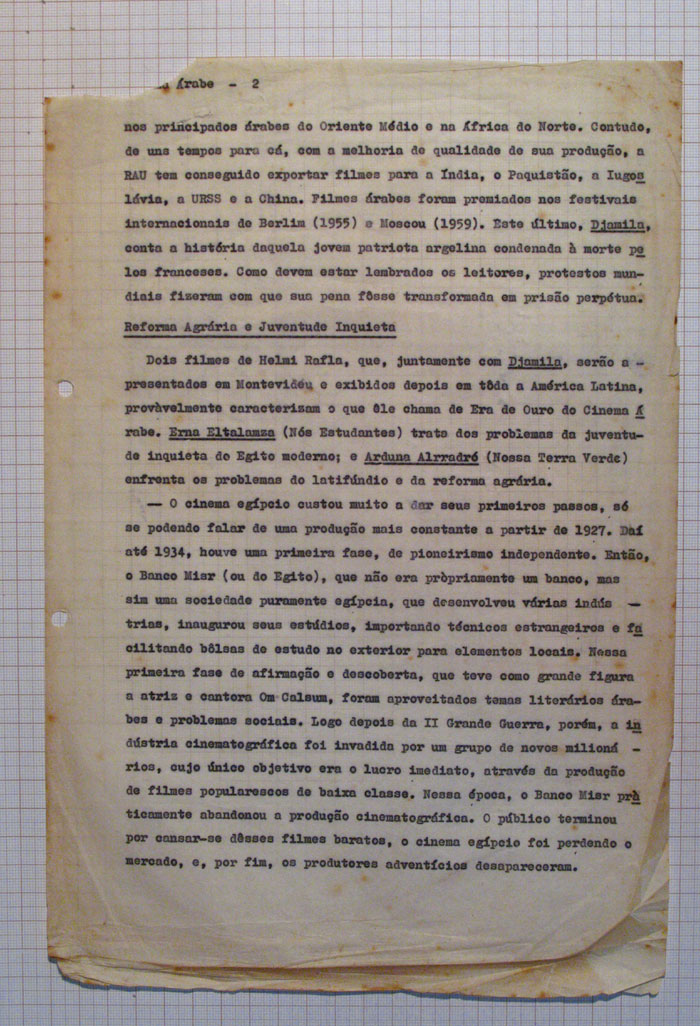 Árabe - 2
nos principados árabes do Oriente Médio e na África do Norte. Contudo,
de uns tempos para cá, com a melhoria de qualidade de sua produção, a
RAU tem conseguido exportar filmes para a Índia, o Paquistão, a Iugos
lávia, a URSS e a China. Filmes árabes foram premiados nos festivais
internacionais de Berlim (1955) e Moscou (1959). Este último, Djamila,
conta a história daquela jovem patriota argelina condenada à morte pe
los franceses. Como devem estar lembrados os leitores, protestos mun-
diais fizeram com que sua pena fôsse transformada em prisão perpétua.
Reforma Agrária e Juventude Inquieta
Dois filmes de Helmi Rafla, que, juntamente com Djamila, serão a -
presentados em Montevidéu e exibidos depois em tôda a América Latina,
provàvelmente caracterizam o que êle chama de Era de Ouro do Cinema Á
rabe. Erna Eltalamza (Nós Estudantes) trata dos problemas da juventu-
de inquieta do Egito moderno; e Arduna Alrradré (Nossa Terra Verde)
enfrenta os problemas do latifúndio e da reforma agrária.
— O cinema egípcio custou muito a dar seus primeiros passos, só
se podendo falar de uma produção mais constante a partir de 1927. Daí
até 1934, houve uma primeira fase, de pioneirismo independente. Então,
o Banco Misr (ou do Egito), que não era pròpriamente um banco, mas
sim uma sociedade puramente egípcia, que desenvolveu várias indús —
trias, inaugurou seus estúdios, importando técnicos estrangeiros e fa
cilitando bôlsas de estudo no exterior para elementos locais. Nessa
primeira fase de afirmação e descoberta, que teve como grande figura
a atriz e cantora Om Calsum, foram aproveitados temas literários ára-
bes e problemas sociais. Logo depois da II Grande Guerra, porém, a in
dústria cinematográfica foi invadida por um grupo de novos milioná -
rios, cujo único objetivo era o lucro imediato, através da produção
de filmes popularescos de baixa classe. Nessa época, o Banco Misr prà
ticamente abandonou a produção cinematográfica. O público terminou
por cansar-se dêsses filmes baratos, o cinema egípcio foi perdendo o
mercado, e, por fim, os produtores adventícios desapareceram.